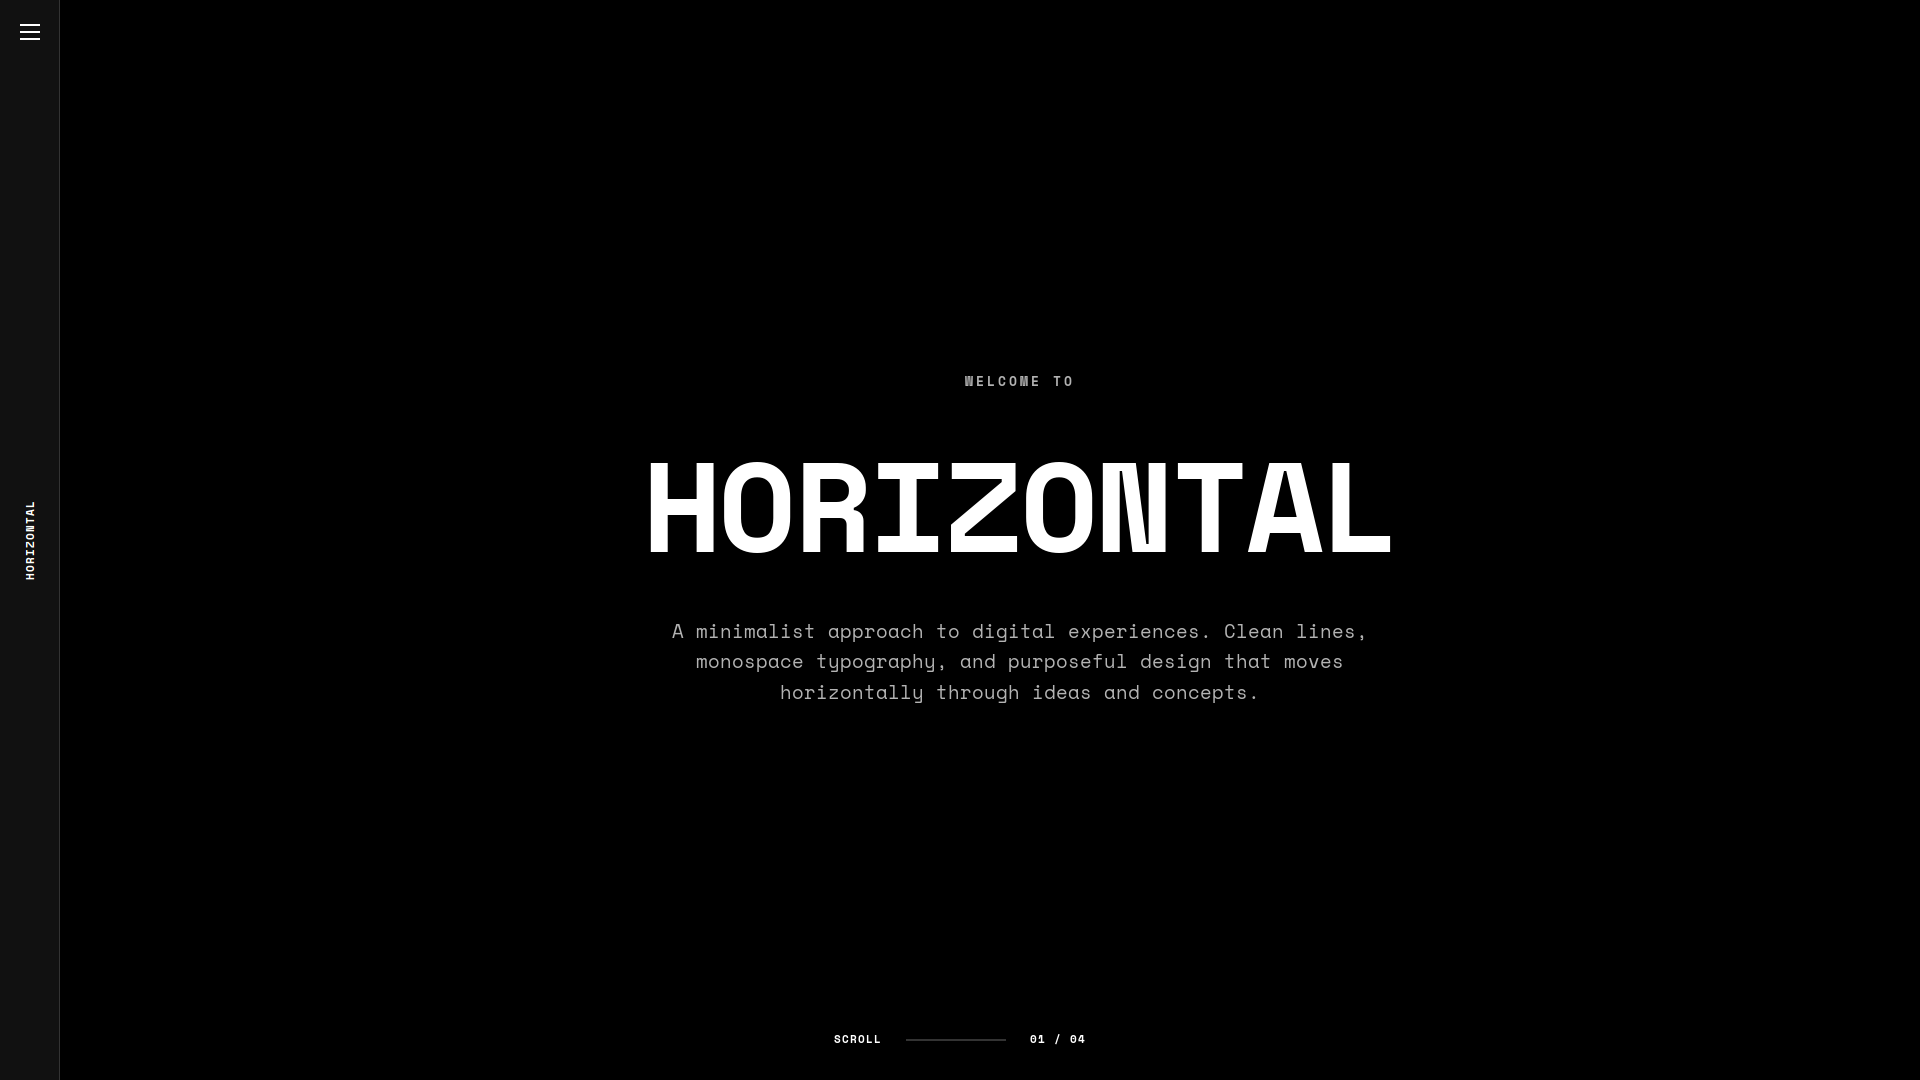 HORIZONTAL
WELCOME TO
HORIZONTAL
A minimalist approach to digital experiences. Clean lines,
monospace typography, and purposeful design that moves
horizontally through ideas and concepts.
SCROLL 01 / 04